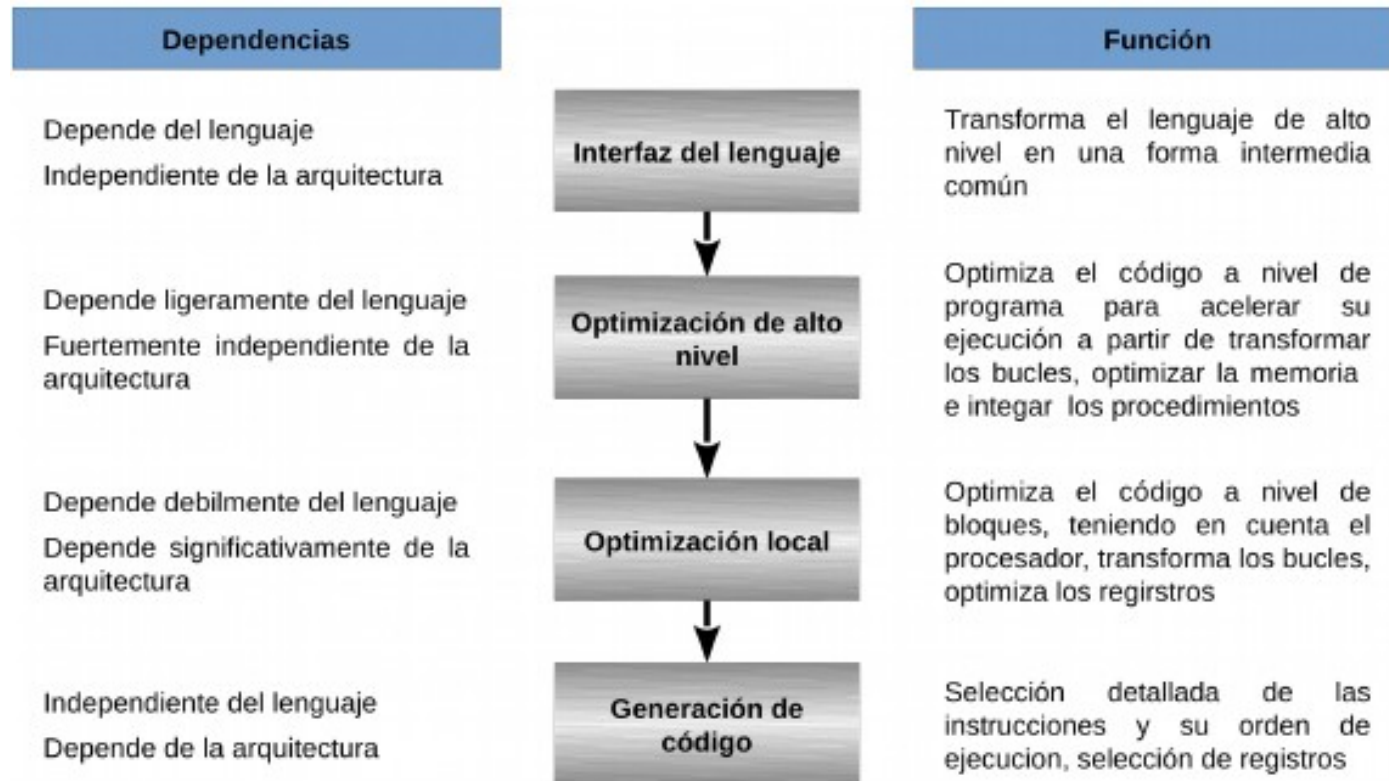 Dependencias
Función
Depende del lenguaje
Independiente de la arquitectura
Interfaz del lenguaje
Transforma el lenguaje de alto
nivel en una forma intermedia
común
Depende ligeramente del lenguaje
Fuertemente independiente de la
arquitectura
Optimización de alto
nivel
Optimiza el código a nivel de
programa para acelerar su
ejecución a partir de transformar
los bucles, optimizar la memoria
e integar los procedimientos
Depende debilmente del lenguaje
Depende significativamente de la
arquitectura
Optimización local
Optimiza el código a nivel de
bloques, teniendo en cuenta el
procesador, transforma los bucles,
optimiza los regirstros
Independiente del lenguaje
Depende de la arquitectura
Generación de
código
Selección detallada de las
instrucciones y su orden de
ejecucion, selección de registros